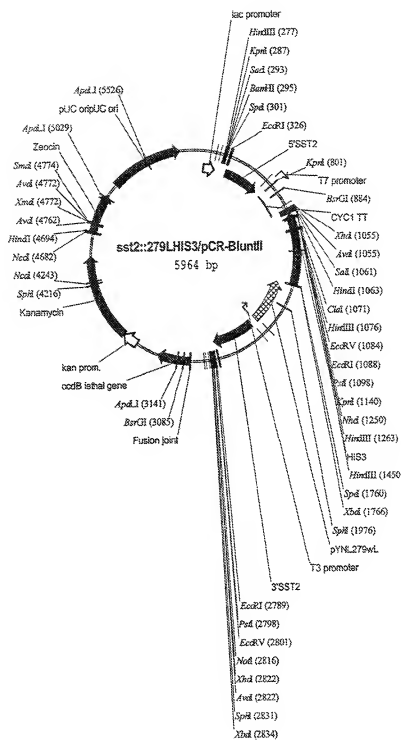 lac promoter
HindIII (277)
KpnI (287)
SacI (293)
BamHI (295)
SpeI (301)
EcoRI (326)
5'SST2
KpnI (801)
T7 promoter
BsrGI (884)
CYC1 TT
XhoI (1055)
AvaI (1055)
SalI (1061)
HindI (1063)
ClaI (1071)
HindIII (1076)
EcoRV (1084)
EcoRI (1088)
PstI (1098)
KpnI (1140)
NheI (1250)
HindIII (1263)
HIS3
HindIII (1450)
SpeI (1760)
XbaI (1766)
SphI (1976)
pYNL279wL
T3 promoter
3'SST2
EcoRI (2789)
PstI (2798)
EcoRV (2801)
NotI (2816)
XhoI (2822)
AvaI (2822)
SphI (2831)
XbaI (2834)
Fusion joint
BsrGI (3085)
ApaLI (3141)
ccdB lethal gene
kan prom.
Kanamycin
SphI (4216)
NcoI (4243)
NcoI (4682)
HindI (4694)
AvaI (4762)
XmaI (4772)
AvaI (4772)
SmaI (4774)
Zeocin
ApaLI (5029)
pUC oripUC ori
ApaLI (5526)
sst2::279LHIS3/pCR-BluntII
5964 bp